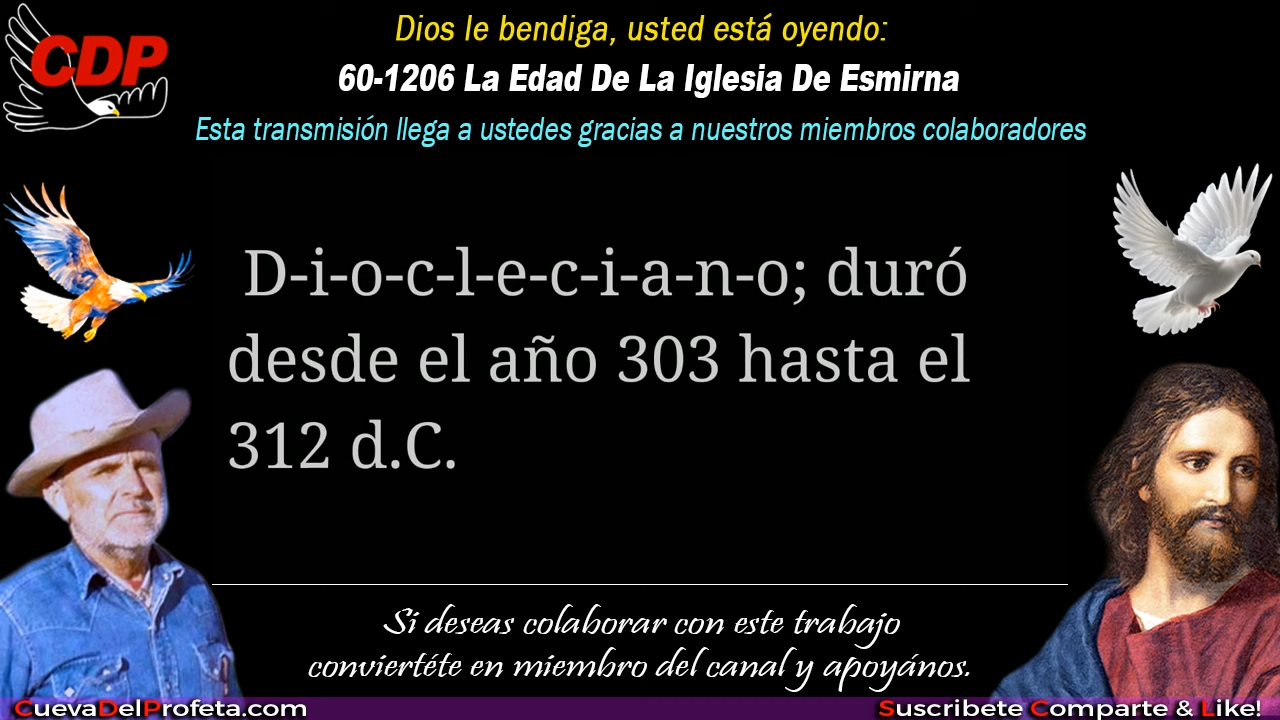 CDP
Dios le bendiga, usted está oyendo:
60-1206 La Edad De La Iglesia De Esmirna
Esta transmisión llega a ustedes gracias a nuestros miembros colaboradores
D-i-o-c-l-e-c-i-a-n-o; duró
desde el año 303 hasta el
312 d.C.
Si deseas colaborar con este trabajo
conviertéte en miembro del canal y apoyános.
CuevaDelProfeta.com
Suscribete Comparte & Like!